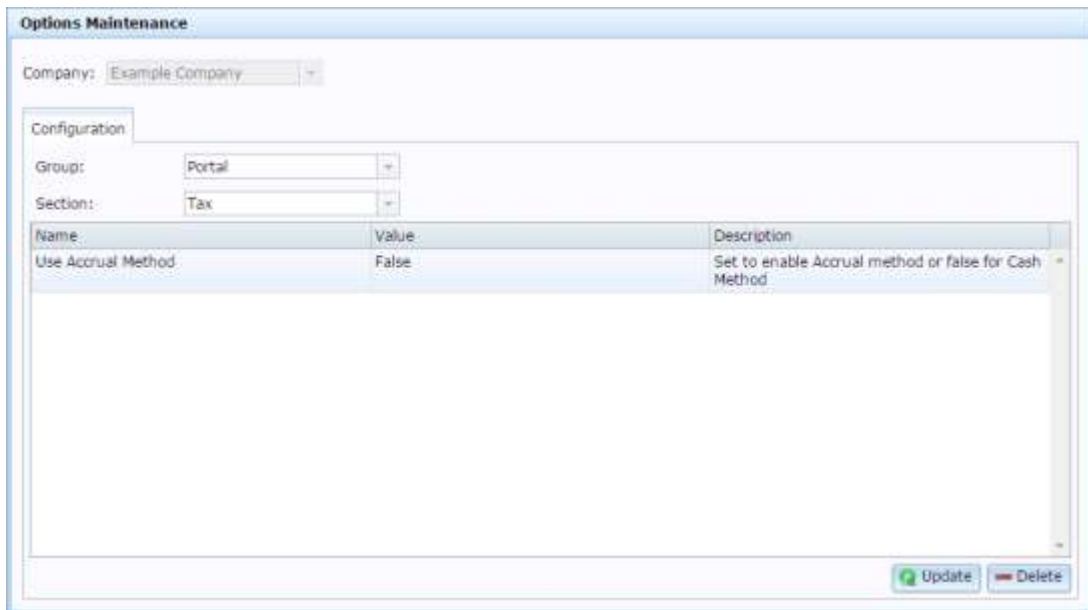 Options Maintenance
Company: Example Company
Configuration
Group: Portal
Section: Tax
Name Value Description
Use Accrual Method False Set to enable Accrual method or false for Cash
Method
Update Delete